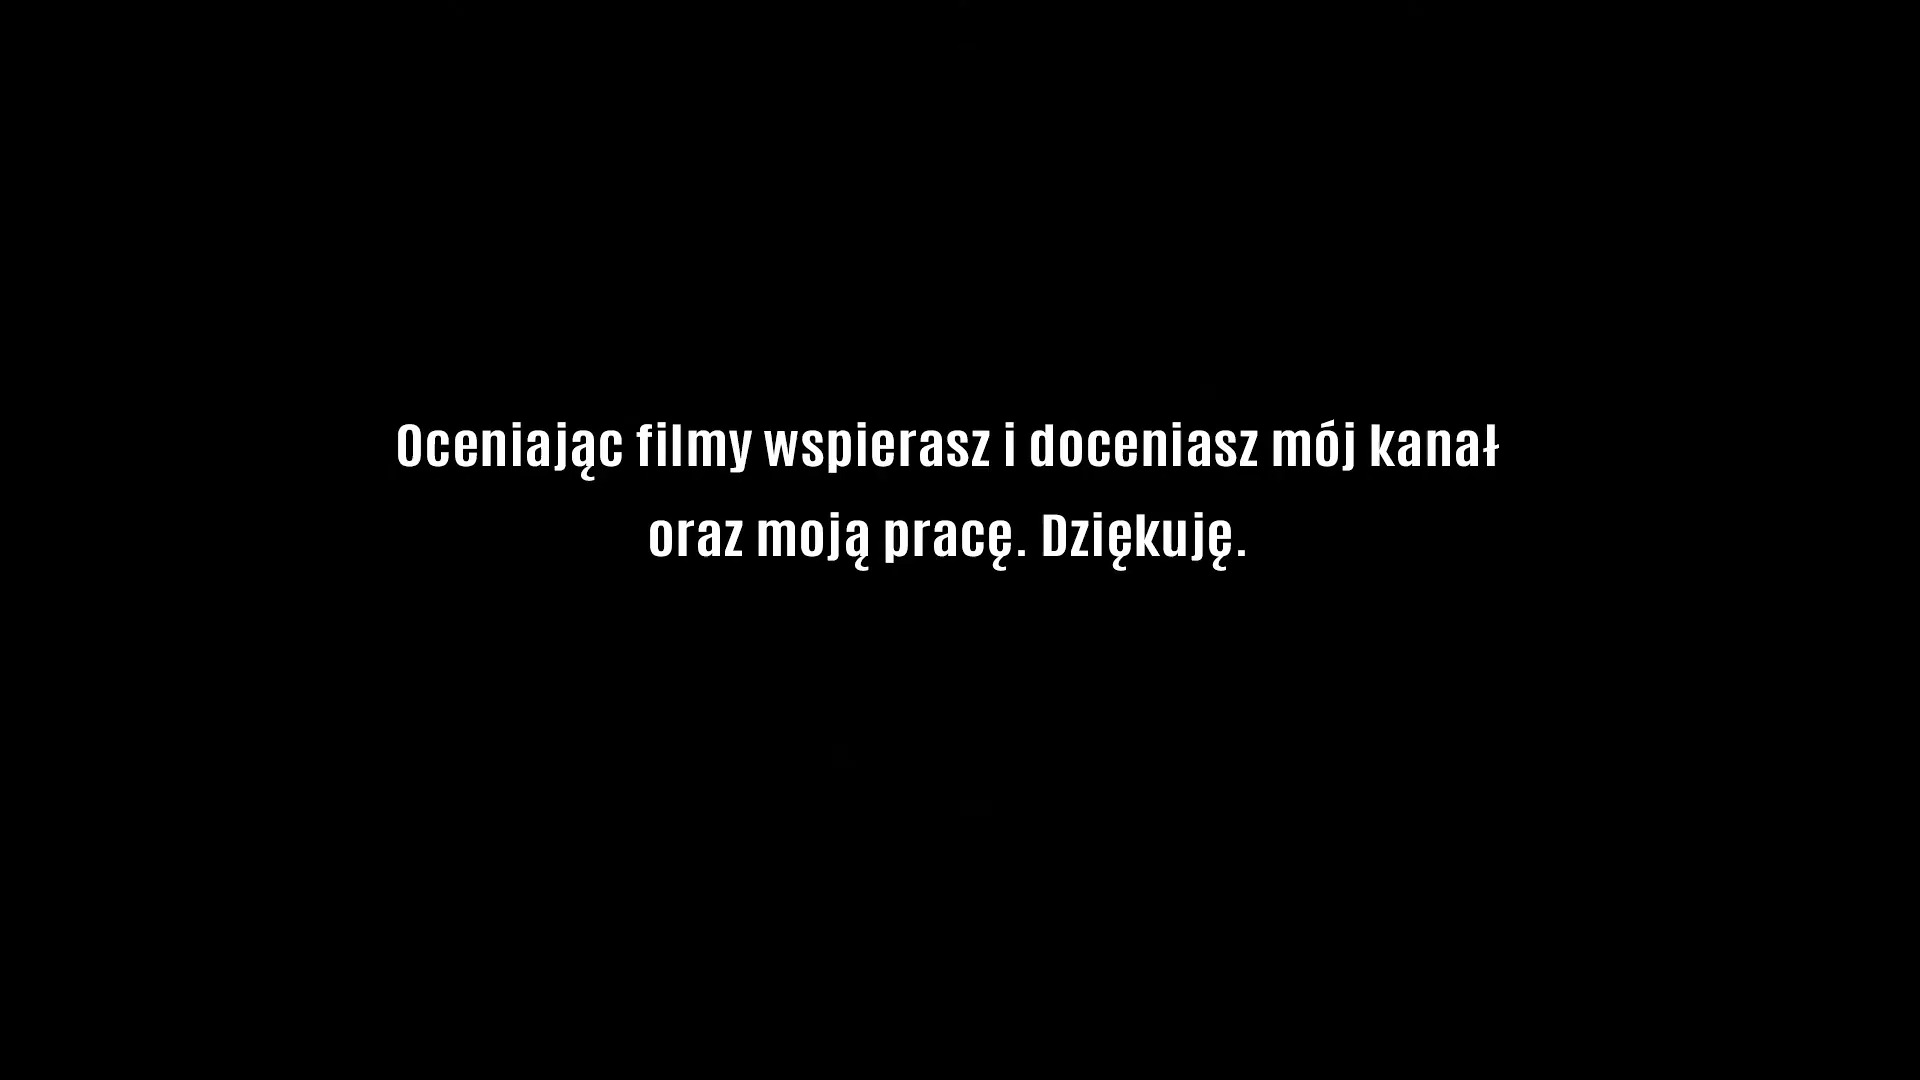 Oceniając filmy wspierasz i doceniasz mój kanał
oraz moją pracę. Dziękuję.